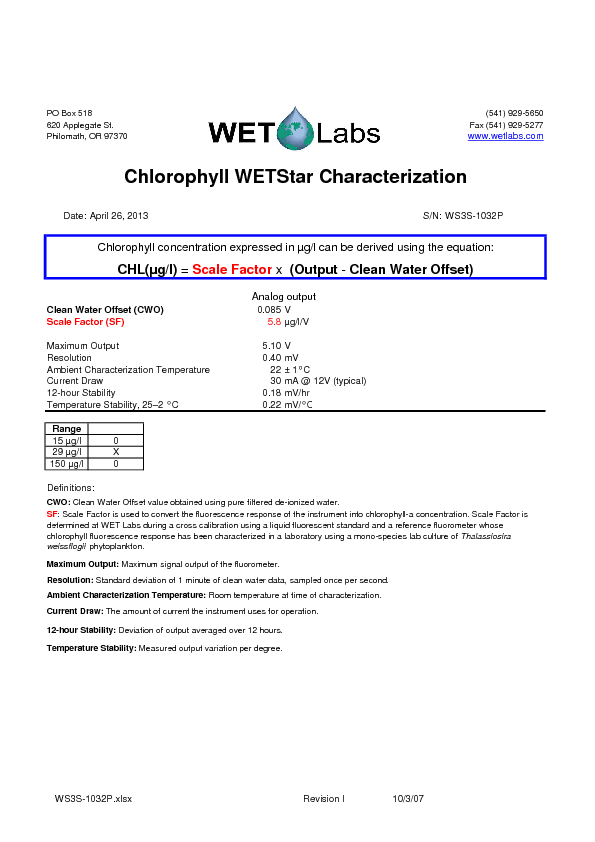 PO Box 518
620 Applegate St.
Philomath, OR 97370
WET Labs
(541) 929-5650
Fax (541) 929-5277
www.wetlabs.com
Chlorophyll WETStar Characterization
Date: April 26, 2013 S/N: WS3S-1032P
Chlorophyll concentration expressed in µg/l can be derived using the equation:
CHL(µg/l) = Scale Factor x (Output - Clean Water Offset)
Analog output
Clean Water Offset (CWO) 0.085 V
Scale Factor (SF) 5.8 µg/l/V
Maximum Output 5.10 V
Resolution 0.40 mV
Ambient Characterization Temperature 22 ± 1°C
Current Draw 30 mA @ 12V (typical)
12-hour Stability 0.18 mV/hr
Temperature Stability, 25–2 °C 0.22 mV/°C
Range
15 µg/l 0
29 µg/l X
150 µg/l 0
Definitions:
CWO: Clean Water Offset value obtained using pure filtered de-ionized water.
SF: Scale Factor is used to convert the fluorescence response of the instrument into chlorophyll-a concentration. Scale Factor is
determined at WET Labs during a cross calibration using a liquid fluorescent standard and a reference fluorometer whose
chlorophyll fluorescence response has been characterized in a laboratory using a mono-species lab culture of Thalassiosira
weissflogii phytoplankton.
Maximum Output: Maximum signal output of the fluorometer.
Resolution: Standard deviation of 1 minute of clean water data, sampled once per second.
Ambient Characterization Temperature: Room temperature at time of characterization.
Current Draw: The amount of current the instrument uses for operation.
12-hour Stability: Deviation of output averaged over 12 hours.
Temperature Stability: Measured output variation per degree.
WS3S-1032P.xlsx Revision I 10/3/07